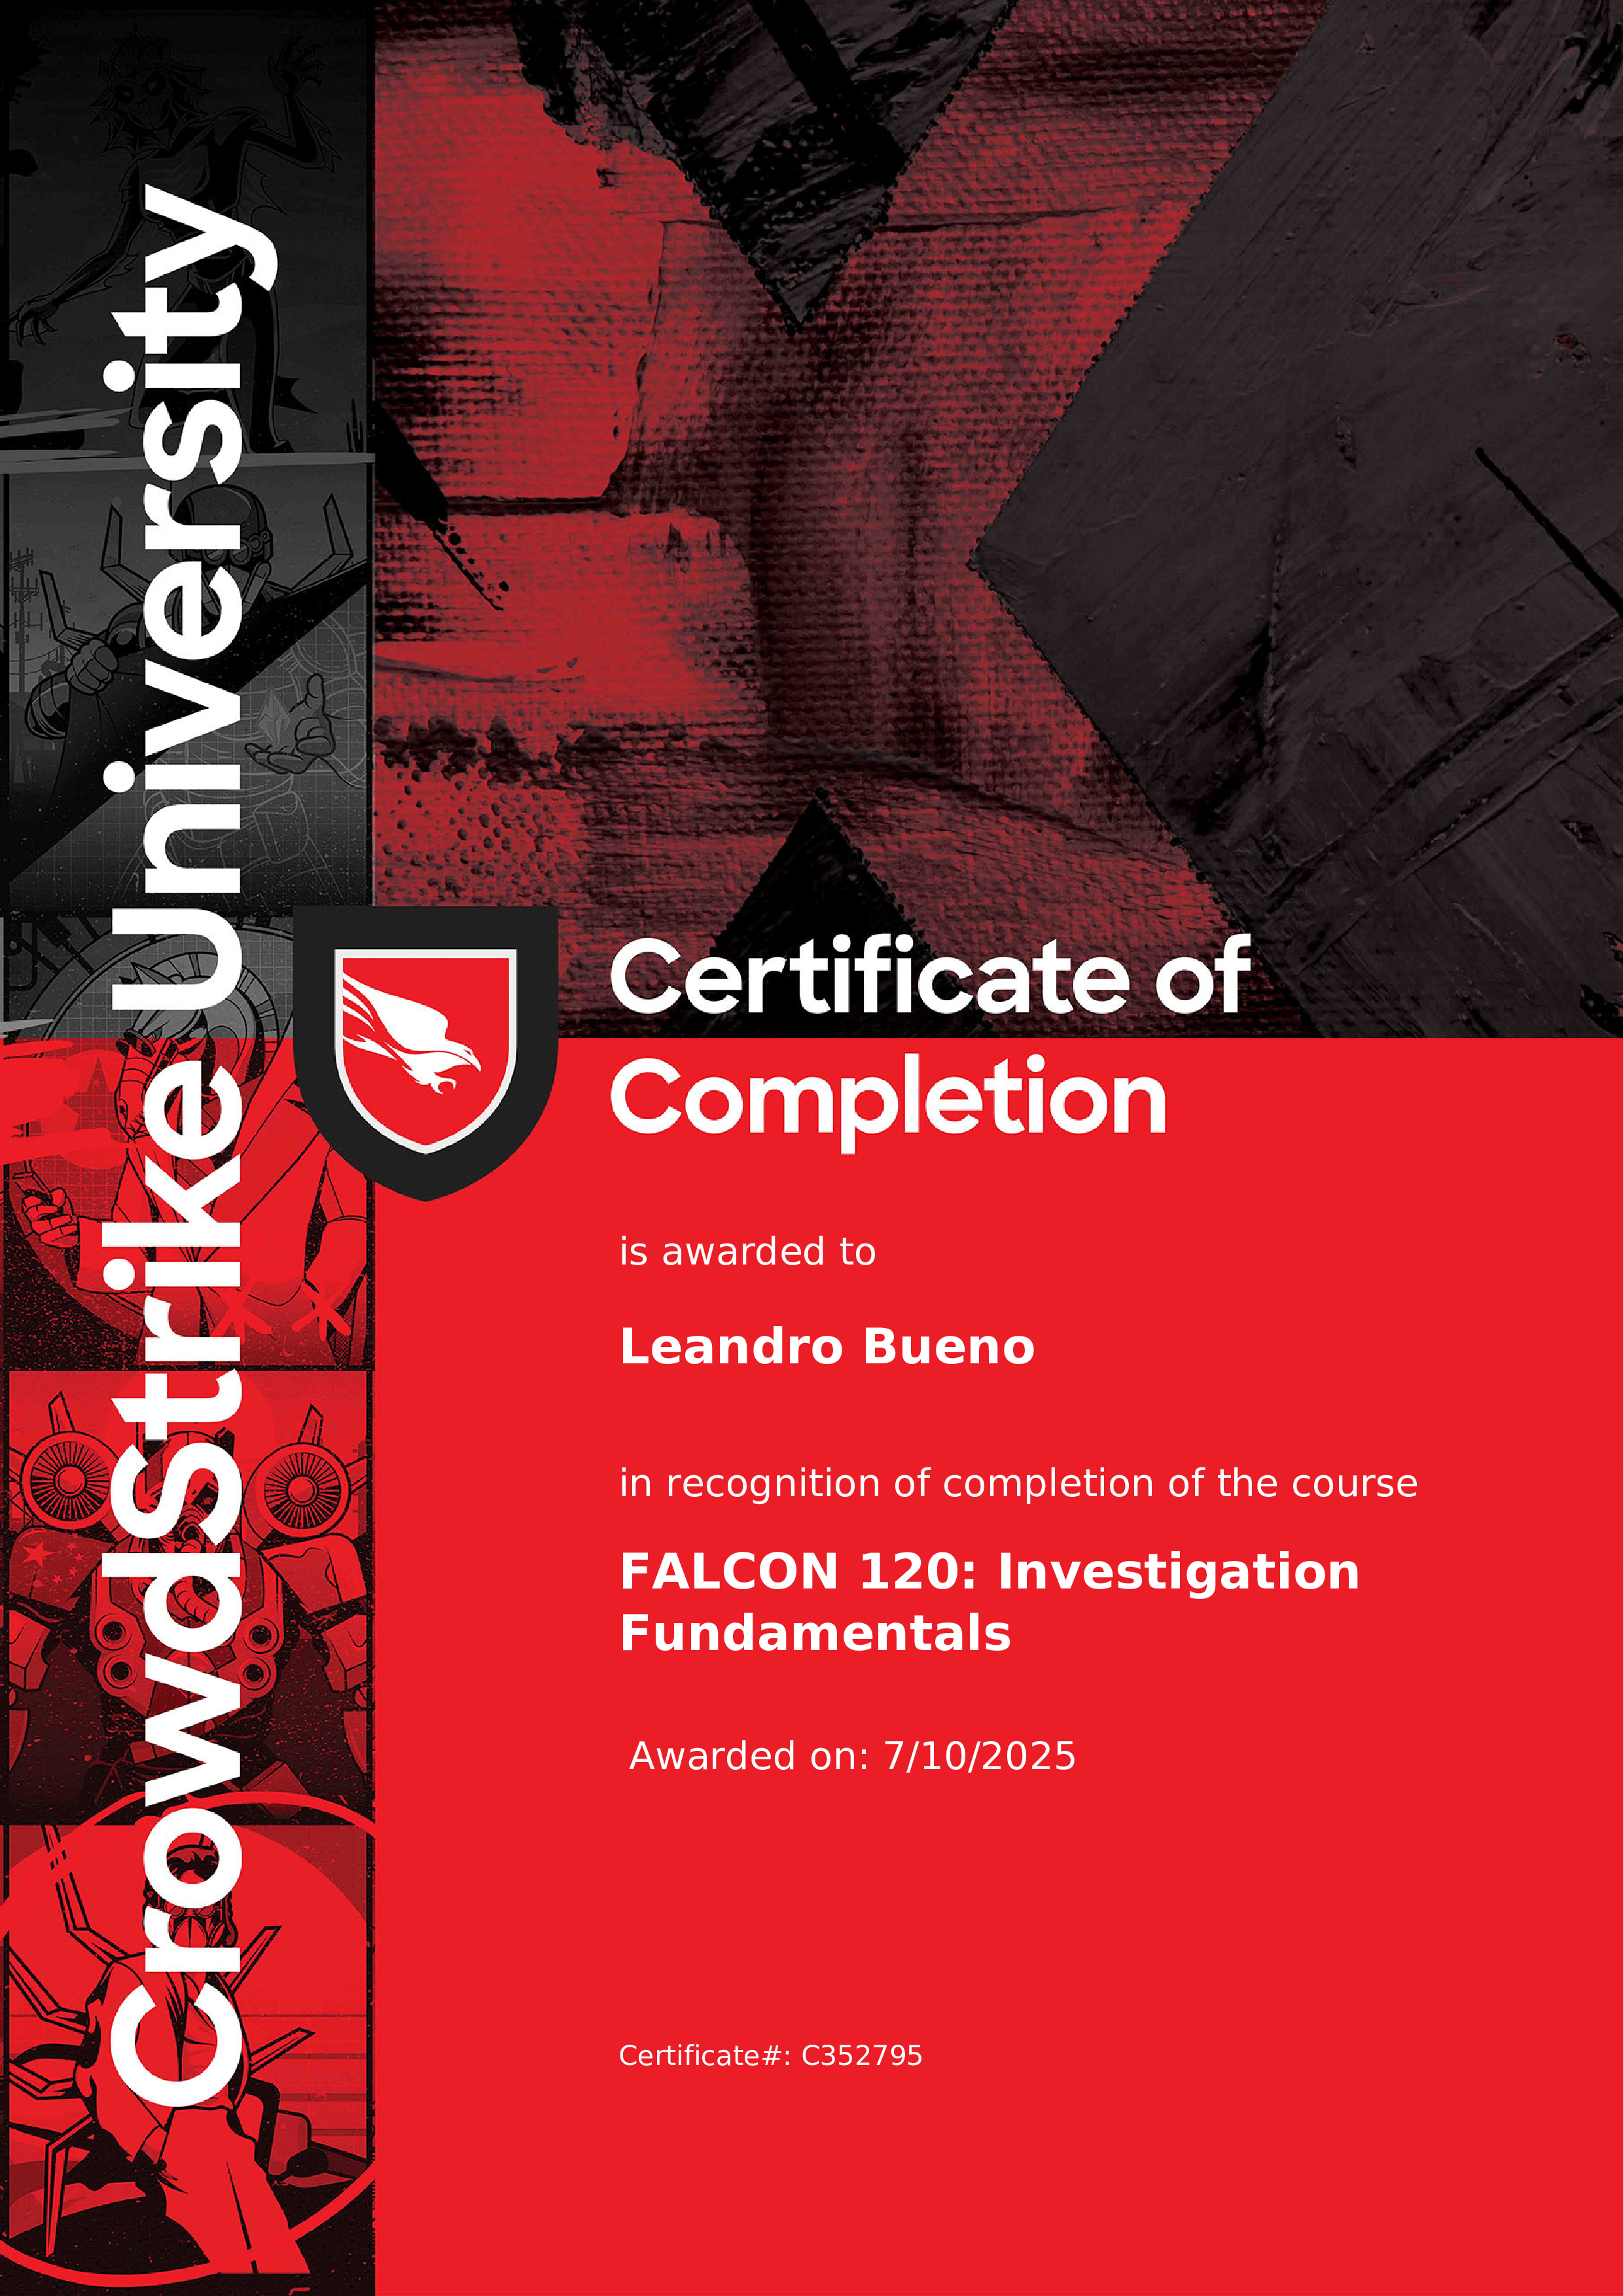 CrowdStrike University
Certificate of
Completion
is awarded to
Leandro Bueno
in recognition of completion of the course
FALCON 120: Investigation
Fundamentals
Awarded on: 7/10/2025
Certificate#: C352795